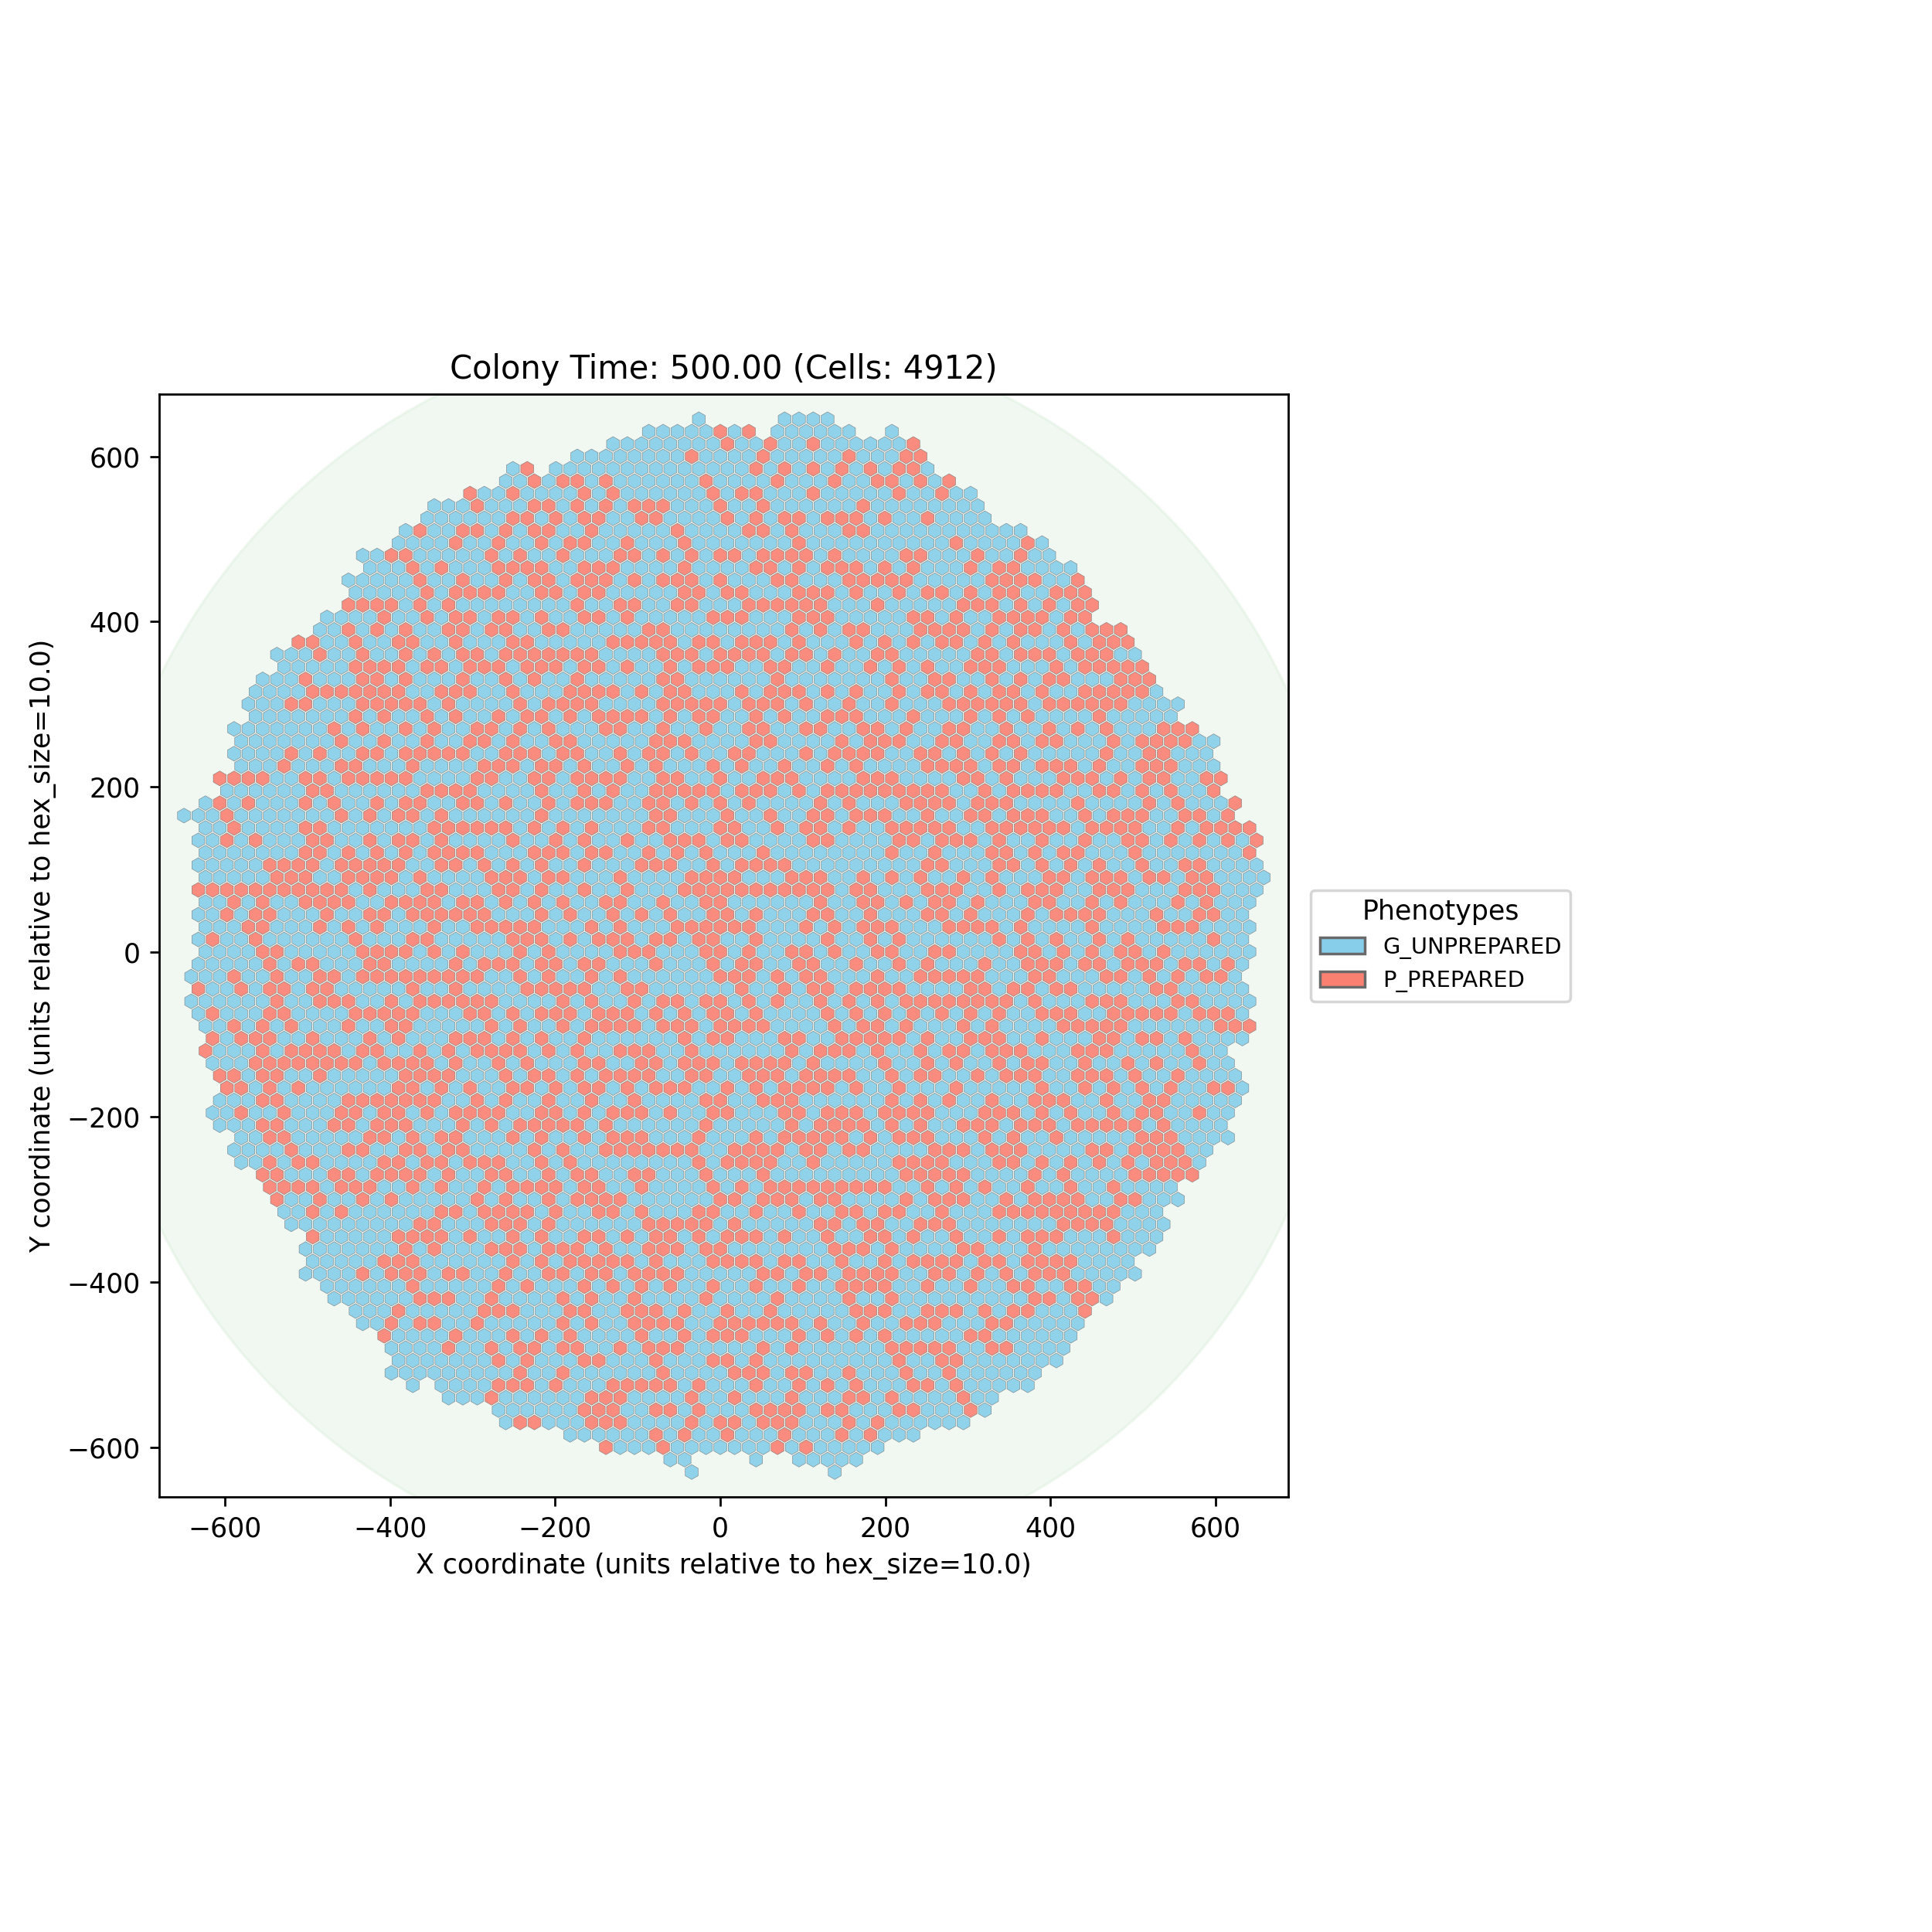 Colony Time: 500.00 (Cells: 4912)
600
400
200
0
−200
−400
−600
Y coordinate (units relative to hex_size=10.0)
−600 −400 −200 0 200 400 600
X coordinate (units relative to hex_size=10.0)
Phenotypes
G_UNPREPARED
P_PREPARED